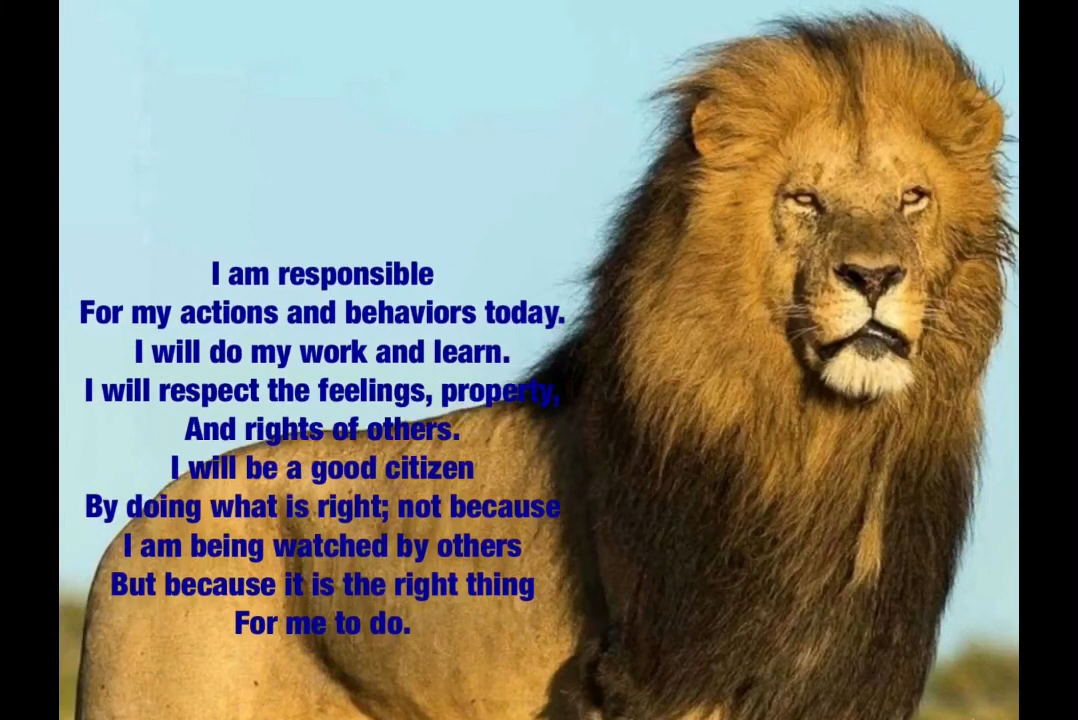 I am responsible
For my actions and behaviors today.
I will do my work and learn.
I will respect the feelings, property,
And rights of others.
I will be a good citizen
By doing what is right; not because
I am being watched by others
But because it is the right thing
For me to do.